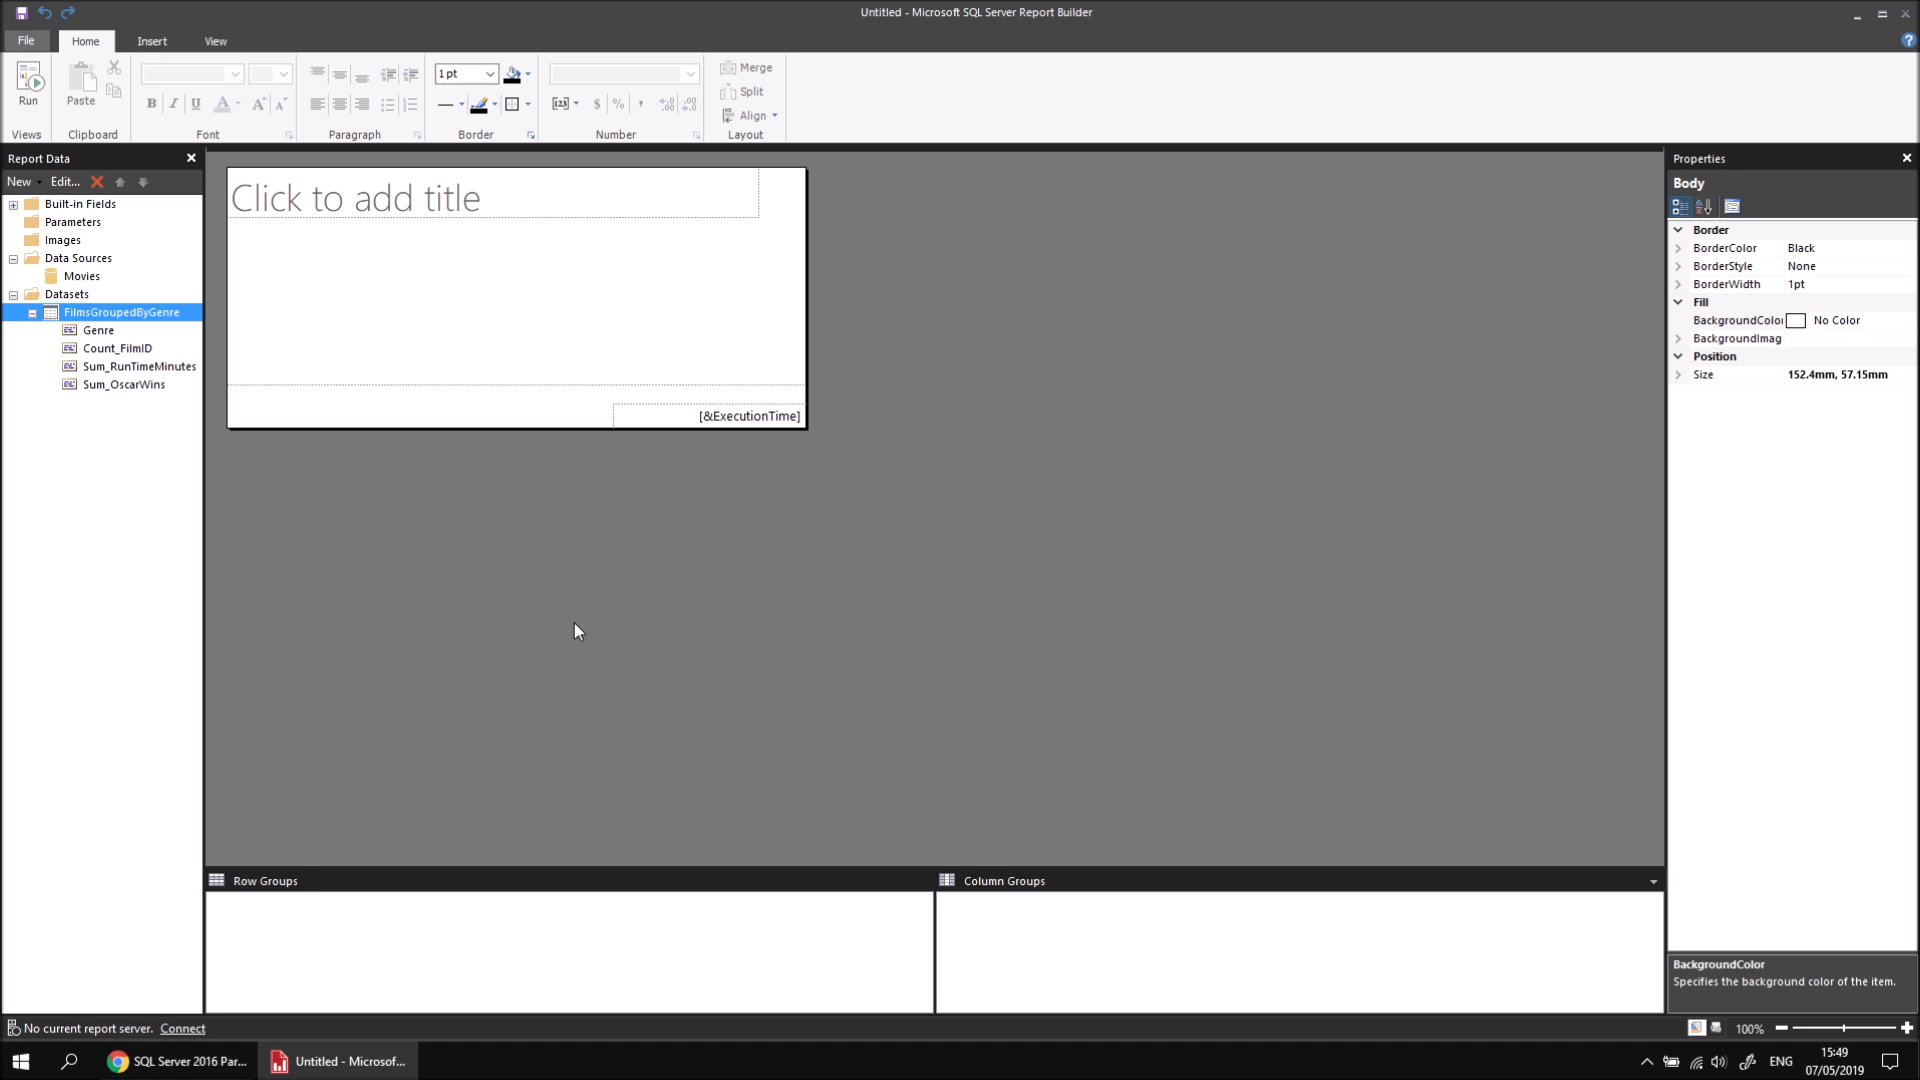 Untitled - Microsoft SQL Server Report Builder
File Home Insert View
Run
Paste
1pt
Merge
Split
Align
B I U A A A
$ % ,
Views Clipboard Font Paragraph Border Number Layout
Report Data
New Edit...
Built-in Fields
Parameters
Images
Data Sources
Movies
Datasets
FilmsGroupedByGenre
Genre
Count_FilmID
Sum_RunTimeMinutes
Sum_OscarWins
Click to add title
[&ExecutionTime]
Row Groups
Column Groups
Properties
Body
Border
BorderColor Black
BorderStyle None
BorderWidth 1pt
Fill
BackgroundColor No Color
BackgroundImag
Position
Size 152.4mm, 57.15mm
BackgroundColor
Specifies the background color of the item.
No current report server. Connect
100%
SQL Server 2016 Par...
Untitled - Microsof...
ENG
15:49
07/05/2019